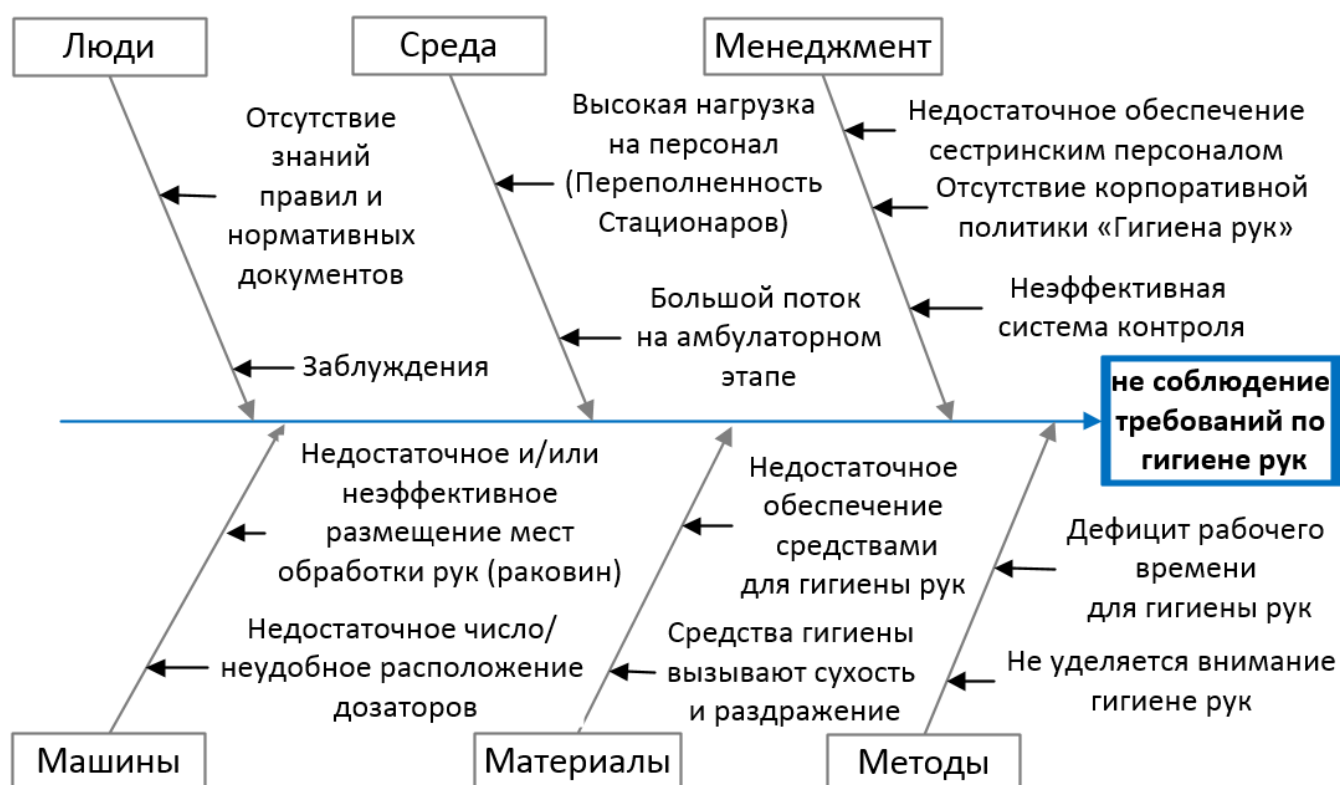 Люди
Среда
Менеджмент
Отсутствие
знаний
правил и
нормативных
документов
Заблуждения
Высокая нагрузка
на персонал
(Переполненность
Стационаров)
Большой поток
на амбулаторном
этапе
Недостаточное обеспечение
сестринским персоналом
Отсутствие корпоративной
политики «Гигиена рук»
Неэффективная
система контроля
не соблюдение
требований по
гигиене рук
Недостаточное и/или
неэффективное
размещение мест
обработки рук (раковин)
Недостаточное число/
неудобное расположение
дозаторов
Недостаточное
обеспечение
средствами
для гигиены рук
Средства гигиены
вызывают сухость
и раздражение
Дефицит рабочего
времени
для гигиены рук
Не уделяется внимание
гигиене рук
Машины
Материалы
Методы